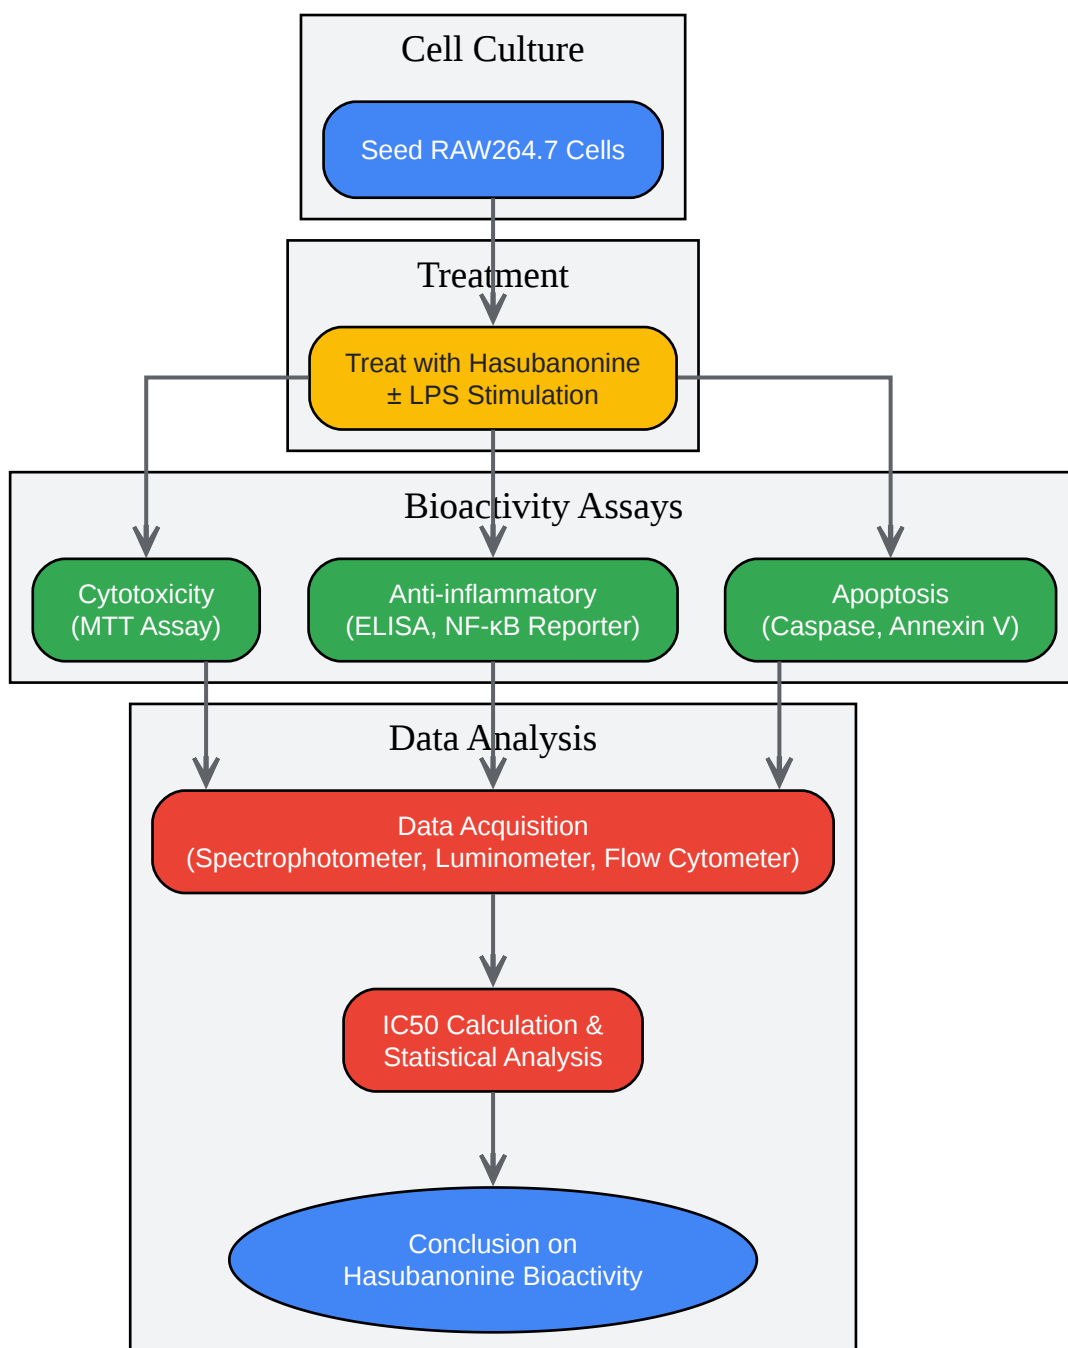 Cell Culture
Seed RAW264.7 Cells
Treatment
Treat with Hasubanonine
± LPS Stimulation
Bioactivity Assays
Cytotoxicity
(MTT Assay)
Anti-inflammatory
(ELISA, NF-κB Reporter)
Apoptosis
(Caspase, Annexin V)
Data Analysis
Data Acquisition
(Spectrophotometer, Luminometer, Flow Cytometer)
IC50 Calculation &
Statistical Analysis
Conclusion on
Hasubanonine Bioactivity